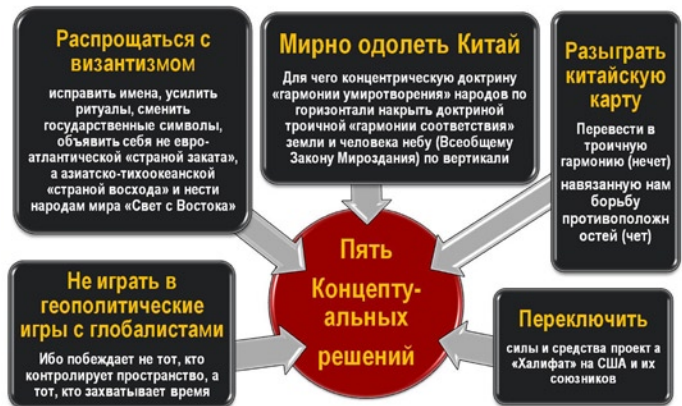 Распрощаться с
византизмом
исправить имена, усилить
ритуалы, сменить
государственные символы,
объявить себя не евро-
атлантической «страной заката»,
а азиатско-тихоокеанской
«страной восхода» и нести
народам мира «Свет с Востока»
Мирно одолеть Китай
Для чего концентрическую доктрину
«гармонии умиротворения» народов по
горизонтали накрыть доктриной
троичной «гармонии соответствия»
земли и человека небу (Всеобщему
Закону Мироздания) по вертикали
Разыграть
китайскую
карту
Перевести в
троичную
гармонию (нечет)
навязанную нам
борьбу
противоположн
остей (чет)
Пять
Концепту-
альных
решений
Не играть в
геополитические
игры с глобалистами
Ибо побеждает не тот, кто
контролирует пространство, а
тот, кто захватывает время
Переключить
силы и средства проект а
«Халифат» на США и их
союзников